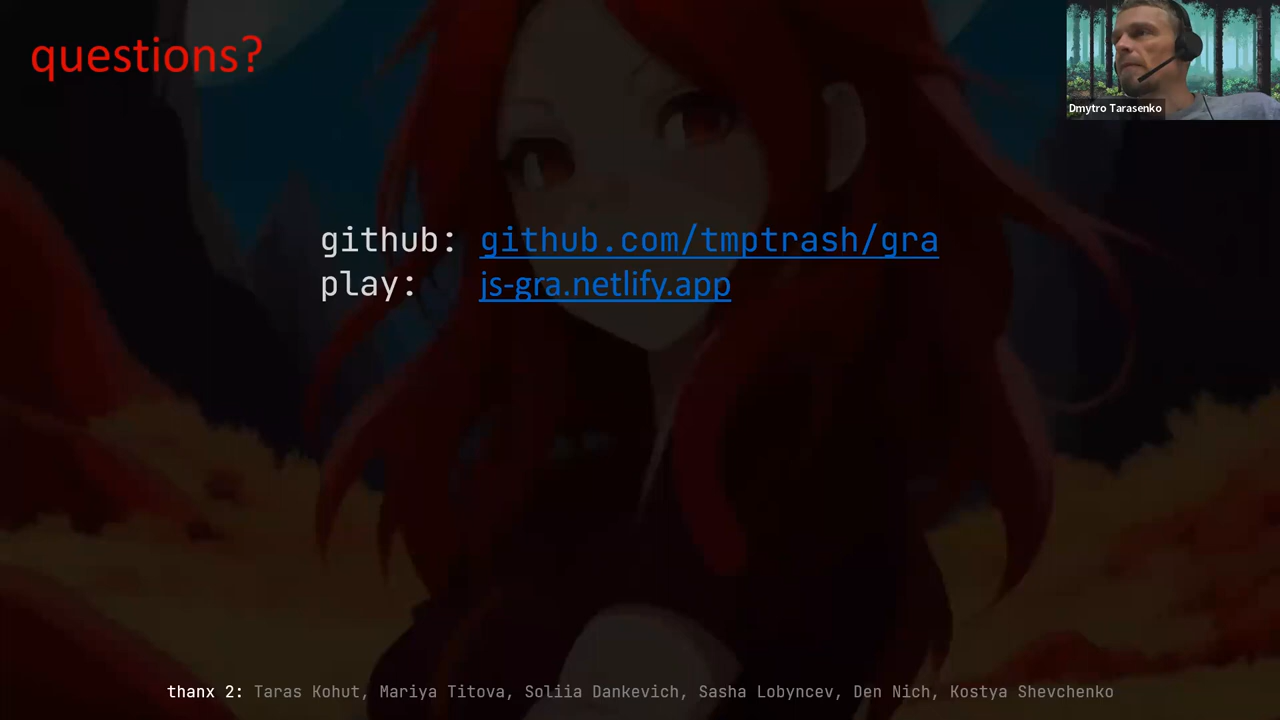 questions?
Dmytro Tarasenko
github: github.com/tmptrash/gra
play: js-gra.netlify.app
thanx 2: Taras Kohut, Mariya Titova, Soliia Dankevich, Sasha Lobyncev, Den Nich, Kostya Shevchenko